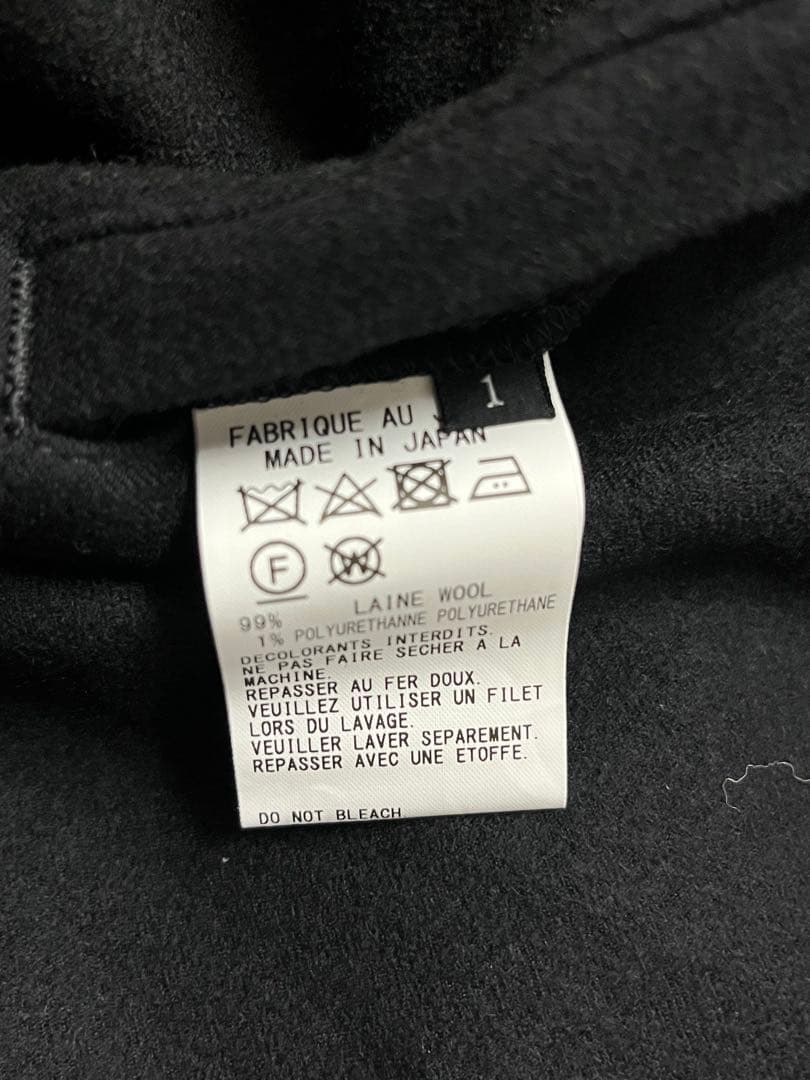 1
FABRIQUE AU
MADE IN JAPAN
F
W
99% LAINE WOOL
1% POLYURETHANNE POLYURETHANE
DECOLORANTS INTERDITS.
NE PAS FAIRE SECHER A LA
MACHINE.
REPASSER AU FER DOUX.
VEUILLEZ UTILISER UN FILET
LORS DU LAVAGE.
VEUILLER LAVER SEPAREMENT.
REPASSER AVEC UNE ETOFFE.
DO NOT BLEACH